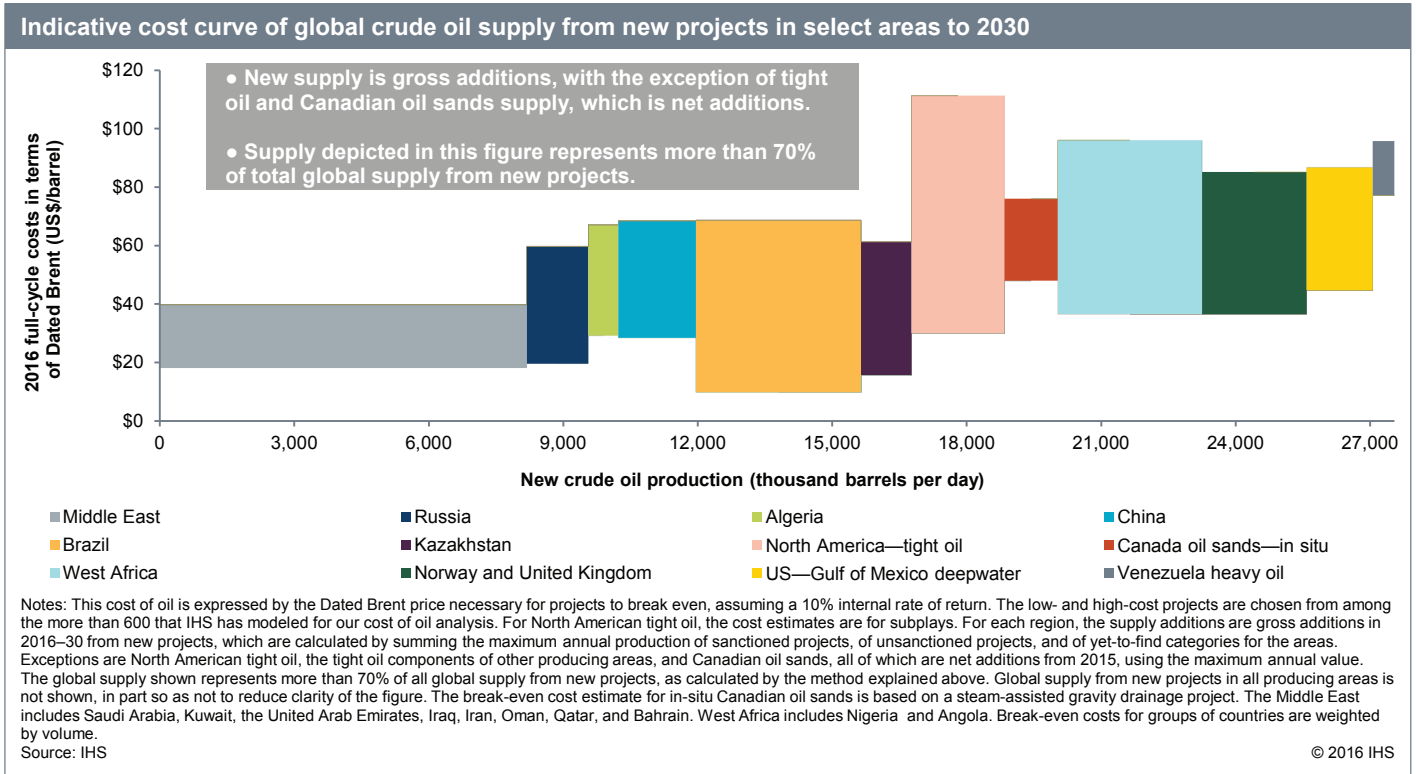 Indicative cost curve of global crude oil supply from new projects in select areas to 2030
● New supply is gross additions, with the exception of tight
oil and Canadian oil sands supply, which is net additions.
● Supply depicted in this figure represents more than 70%
of total global supply from new projects.
2016 full-cycle costs in terms
of Dated Brent (US$/barrel)
$120
$100
$80
$60
$40
$20
$0
0 3,000 6,000 9,000 12,000 15,000 18,000 21,000 24,000 27,000
New crude oil production (thousand barrels per day)
Middle East Russia Algeria China
Brazil Kazakhstan North America—tight oil Canada oil sands—in situ
West Africa Norway and United Kingdom US—Gulf of Mexico deepwater Venezuela heavy oil
Notes: This cost of oil is expressed by the Dated Brent price necessary for projects to break even, assuming a 10% internal rate of return. The low- and high-cost projects are chosen from among
the more than 600 that IHS has modeled for our cost of oil analysis. For North American tight oil, the cost estimates are for subplays. For each region, the supply additions are gross additions in
2016–30 from new projects, which are calculated by summing the maximum annual production of sanctioned projects, of unsanctioned projects, and of yet-to-find categories for the areas.
Exceptions are North American tight oil, the tight oil components of other producing areas, and Canadian oil sands, all of which are net additions from 2015, using the maximum annual value.
The global supply shown represents more than 70% of all global supply from new projects, as calculated by the method explained above. Global supply from new projects in all producing areas is
not shown, in part so as not to reduce clarity of the figure. The break-even cost estimate for in-situ Canadian oil sands is based on a steam-assisted gravity drainage project. The Middle East
includes Saudi Arabia, Kuwait, the United Arab Emirates, Iraq, Iran, Oman, Qatar, and Bahrain. West Africa includes Nigeria and Angola. Break-even costs for groups of countries are weighted
by volume.
Source: IHS © 2016 IHS